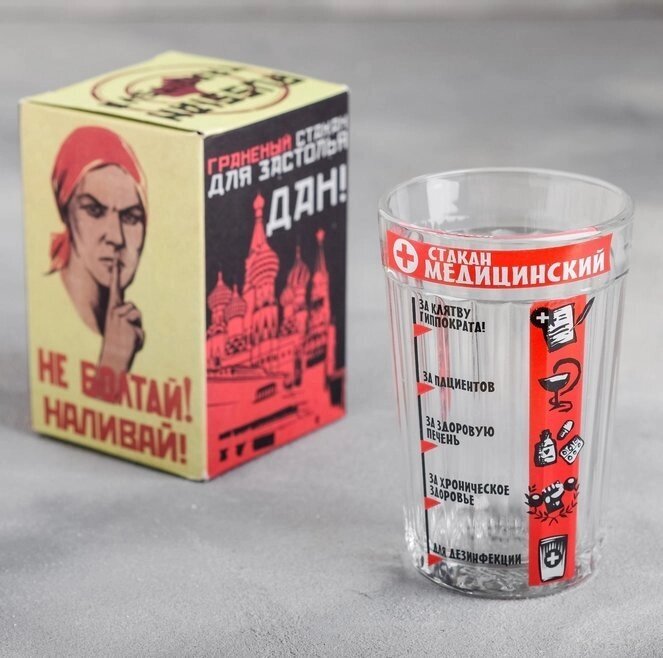 ГРАНЕНЫЙ СТАКАН
ДЛЯ ЗАСТОЛЬЯ
ДАН!
НЕ БОЛТАЙ!
НАЛИВАЙ!
СТАКАН
МЕДИЦИНСКИЙ
ЗА КЛЯТВУ
ГИППОКРАТА!
ЗА ПАЦИЕНТОВ
ЗА ЗДОРОВУЮ
ПЕЧЕНЬ
ЗА ХРОНИЧЕСКОЕ
ЗДОРОВЬЕ
ДЛЯ ДЕЗИНФЕКЦИИ